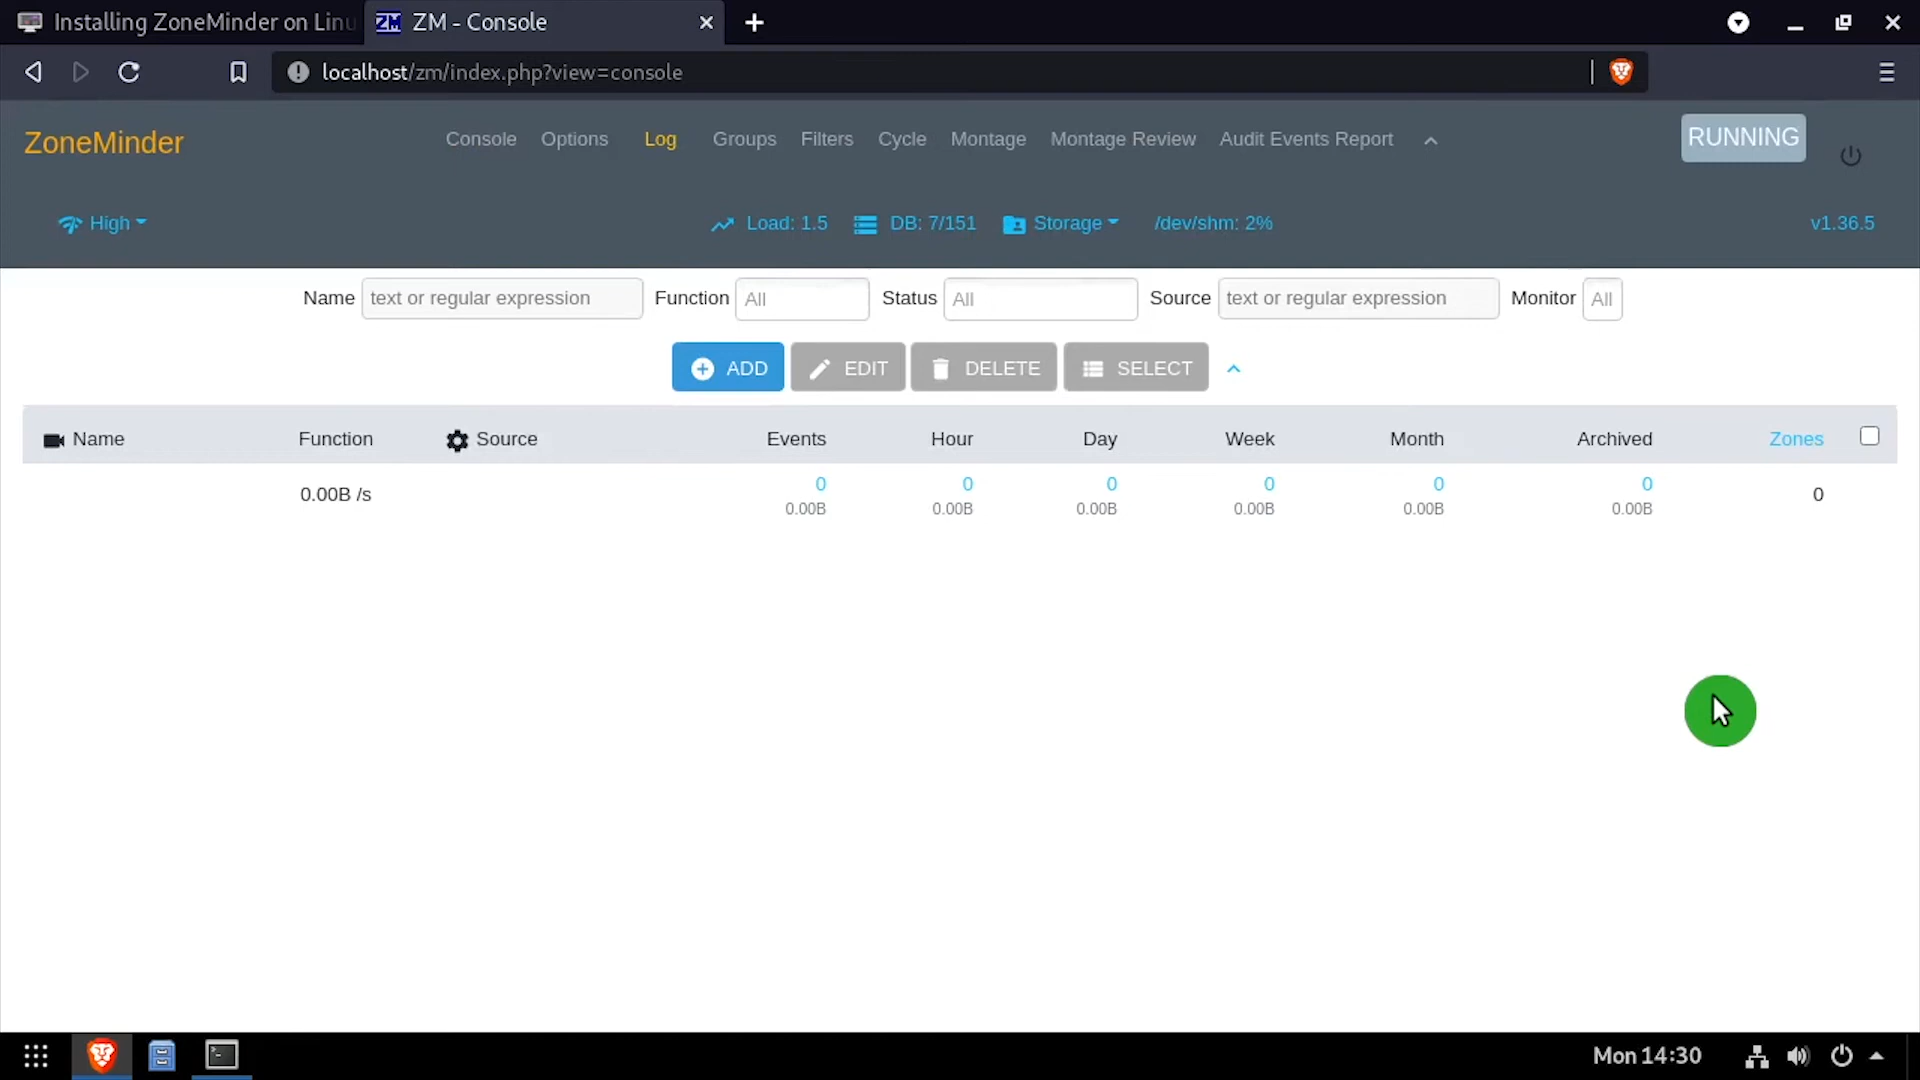 Installing ZoneMinder on Linu
ZM - Console
localhost/zm/index.php?view=console
ZoneMinder
Console Options Log Groups Filters Cycle Montage Montage Review Audit Events Report
RUNNING
High
Load: 1.5 DB: 7/151 Storage /dev/shm: 2%
v1.36.5
Name text or regular expression Function All Status All Source text or regular expression Monitor All
ADD EDIT DELETE SELECT
Name Function Source Events Hour Day Week Month Archived Zones
0.00B /s 0 0 0 0 0 0 0
0.00B 0.00B 0.00B 0.00B 0.00B 0.00B
Mon 14:30